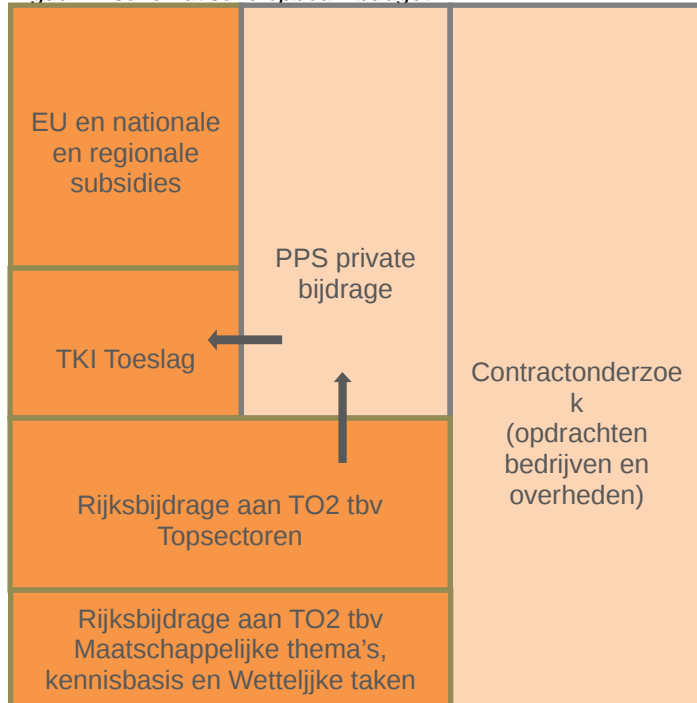 EU en nationale
en regionale
subsidies
PPS private
bijdrage
TKI Toeslag
Contractonderzoe
k
(opdrachten
bedrijven en
overheden)
Rijksbijdrage aan TO2 tbv
Topsectoren
Rijksbijdrage aan TO2 tbv
Maatschappelijke thema's,
kennisbasis en Wetteljjke taken